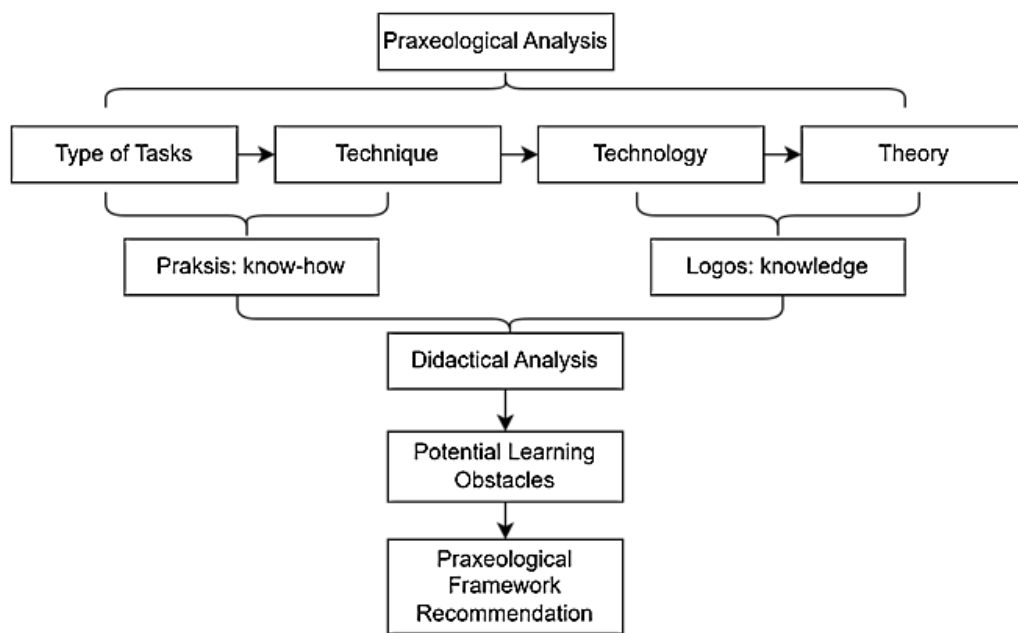 Praxeological Analysis
Type of Tasks
Technique
Technology
Theory
Praksis: know-how
Logos: knowledge
Didactical Analysis
Potential Learning
Obstacles
Praxeological
Framework
Recommendation